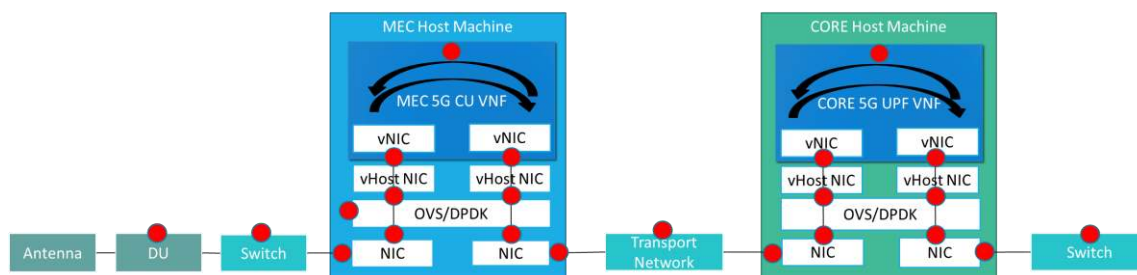 MEC Host Machine
MEC 5G CU VNF
vNIC
vNIC
vHost NIC
vHost NIC
OVS/DPDK
NIC
NIC
CORE Host Machine
CORE 5G UPF VNF
vNIC
vNIC
vHost NIC
vHost NIC
OVS/DPDK
NIC
NIC
Antenna
DU
Switch
Transport
Network
Switch